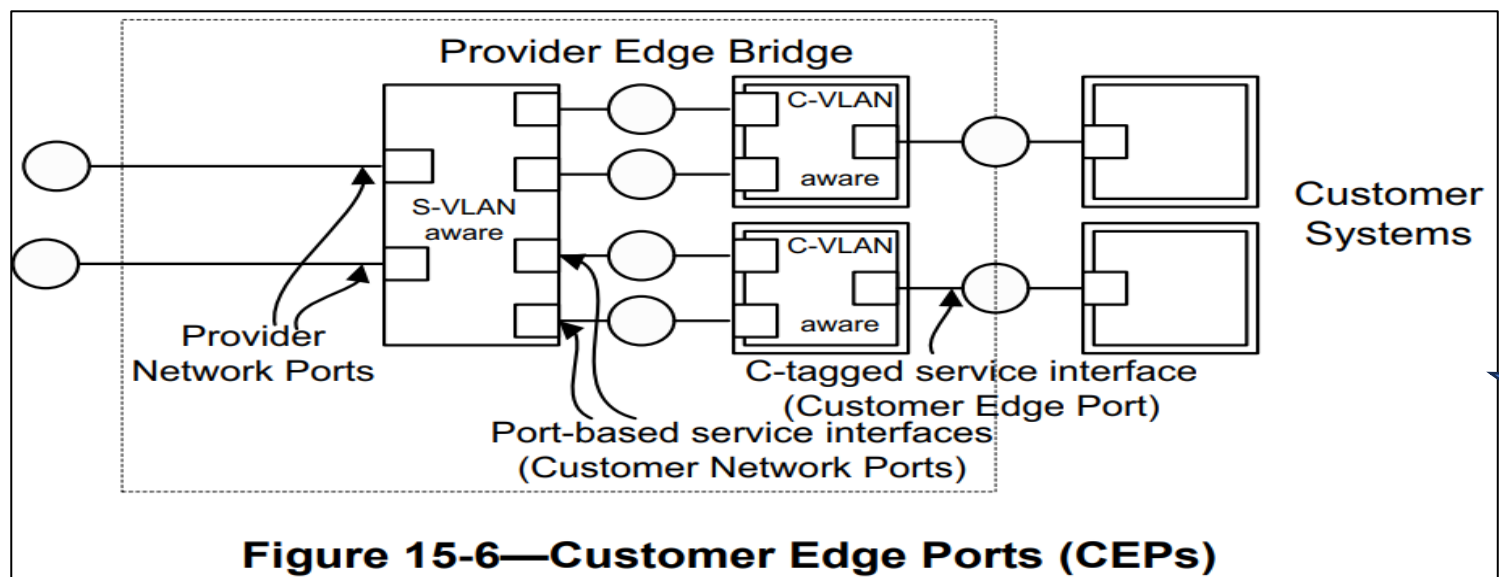 Provider Edge Bridge
C-VLAN
aware
S-VLAN
aware
C-VLAN
aware
Customer
Systems
Provider
Network Ports
C-tagged service interface
(Customer Edge Port)
Port-based service interfaces
(Customer Network Ports)
Figure 15-6—Customer Edge Ports (CEPs)